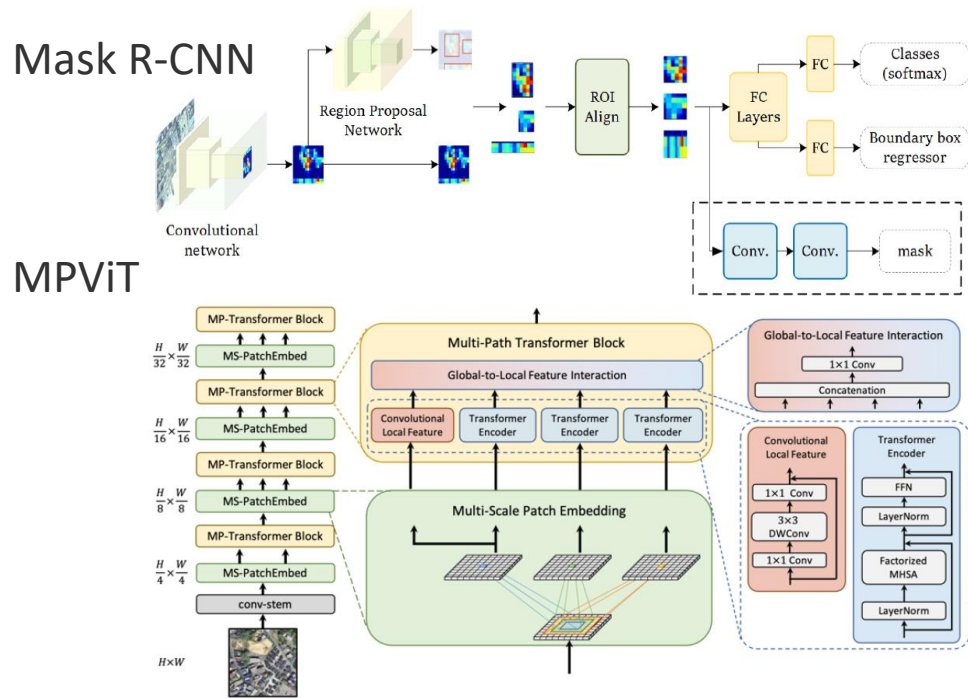 Mask R-CNN
Region Proposal
Network
Convolutional
network
ROI
Align
FC
Layers
FC
Classes
(softmax)
FC
Boundary box
regressor
Conv.
Conv.
mask
MPViT
MP-Transformer Block
H/32 × W/32
MS-PatchEmbed
MP-Transformer Block
H/16 × W/16
MS-PatchEmbed
MP-Transformer Block
H/8 × W/8
MS-PatchEmbed
MP-Transformer Block
H/4 × W/4
MS-PatchEmbed
conv-stem
H×W
Multi-Path Transformer Block
Global-to-Local Feature Interaction
Convolutional
Local Feature
Transformer
Encoder
Transformer
Encoder
Transformer
Encoder
Multi-Scale Patch Embedding
Global-to-Local Feature Interaction
1×1 Conv
Concatenation
Convolutional
Local Feature
1×1 Conv
3×3
DWConv
1×1 Conv
Transformer
Encoder
FFN
LayerNorm
Factorized
MHSA
LayerNorm